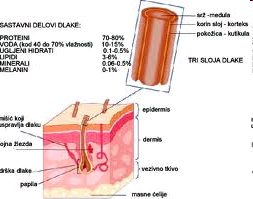 SASTAVNI DELOVI DLAKE:
PROTEINI 70-80%
VODA (kod 40 do 70% vlažnosti) 10-15%
UGLJENI HIDRATI 0.1-0.5%
LIPIDI 3-6%
MINERALI 0.06-0.5%
MELANIN 0-1%
srž -medula
korin sloj - korteks
pokožica - kutikula
TRI SLOJA DLAKE
mišić koji
uspravlja dlaku
ojna žlezda
drška dlake
papila
epidermis
dermis
vezivno tkivo
masne ćelije